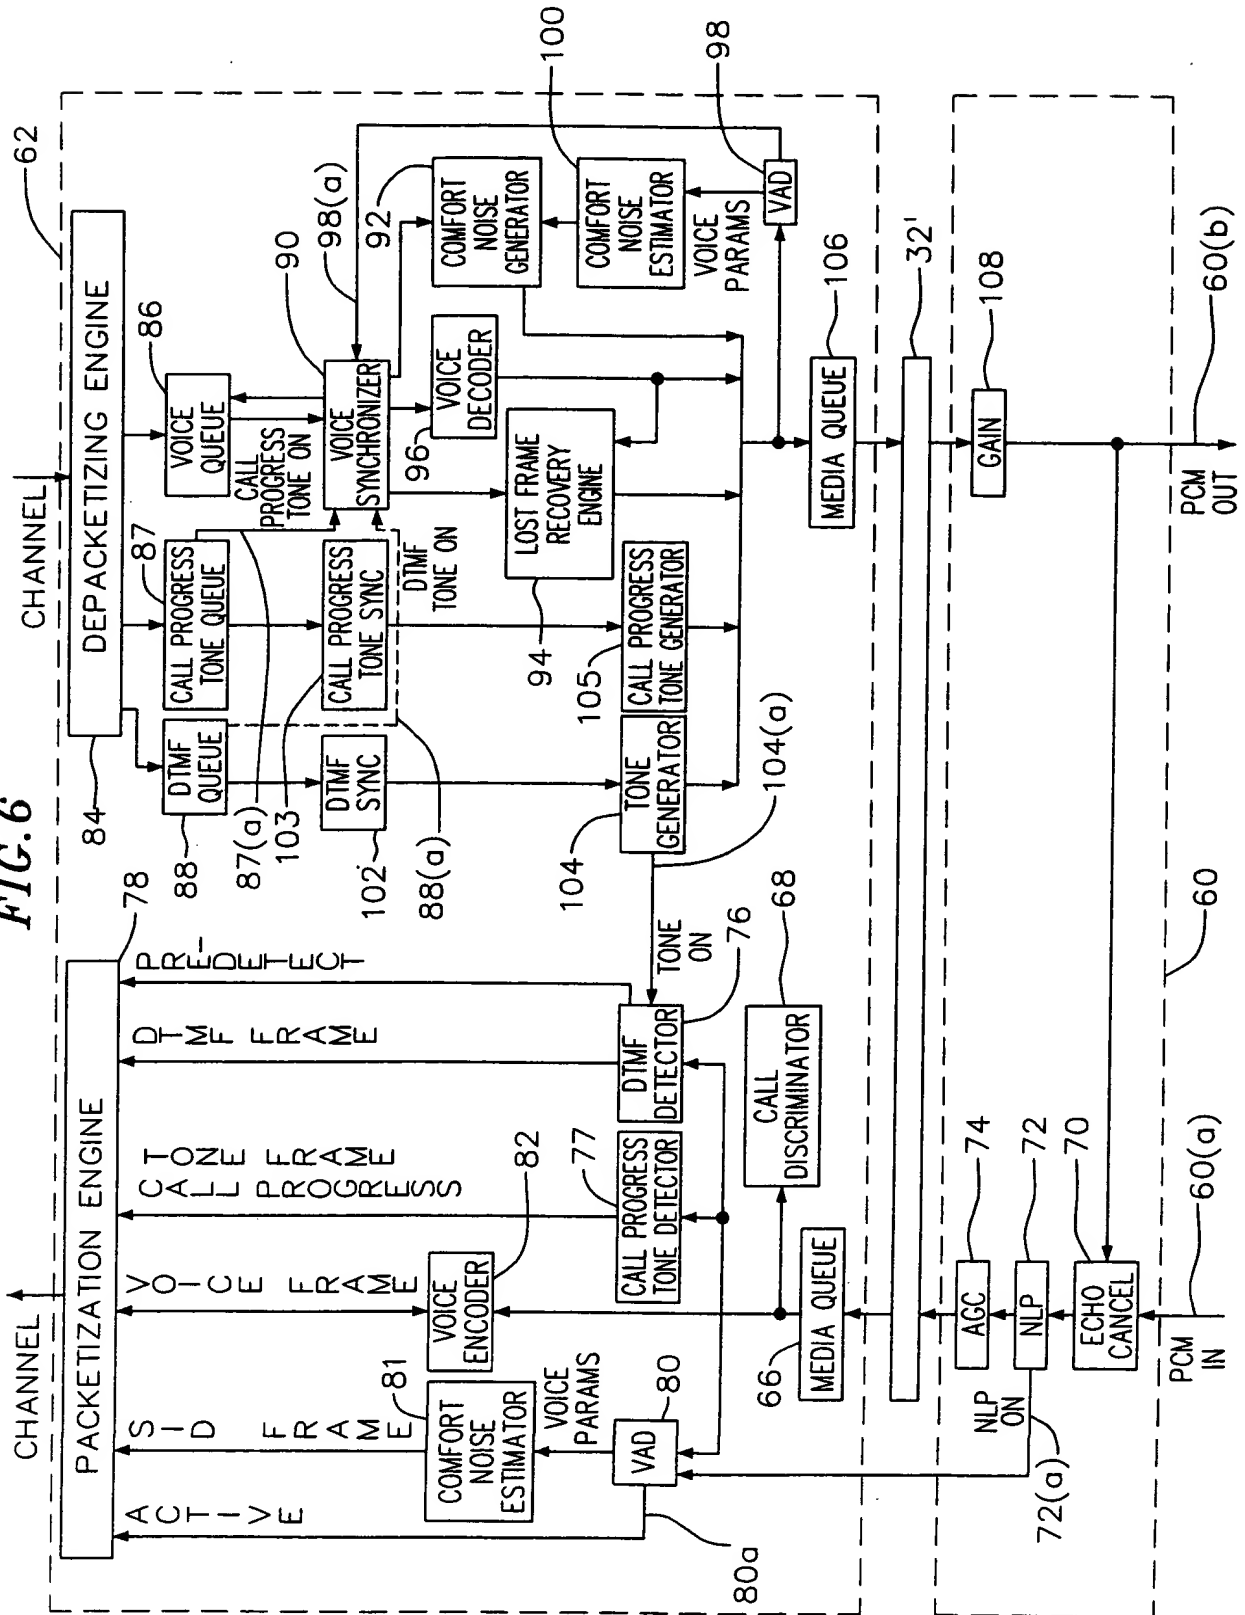 FIG.6
CHANNEL
PACKETIZATION ENGINE
78
ACTIVE
SID FRAME
VOICE FRAME
CALL PROGRESS
TONE FRAME
DTMF FRAME
PRE-
DETECT
COMFORT
NOISE
ESTIMATOR
81
VOICE
ENCODER
82
VOICE PARAMS
VAD
80
80a
CALL PROGRESS
TONE DETECTOR
77
DTMF
DETECTOR
76
TONE
ON
CALL
DISCRIMINATOR
68
MEDIA QUEUE
66
AGC
74
NLP
72
NLP
ON
72(a)
ECHO
CANCEL
70
PCM
IN
60(a)
60
CHANNEL
62
DEPACKETIZING ENGINE
84
DTMF
QUEUE
88
CALL PROGRESS
TONE QUEUE
87
87(a)
VOICE
QUEUE
86
CALL
PROGRESS
TONE ON
DTMF
SYNC
102
CALL PROGRESS
TONE SYNC
103
88(a)
DTMF
TONE ON
VOICE
SYNCHRONIZER
90
98(a)
VOICE
DECODER
96
COMFORT
NOISE
GENERATOR
92
LOST FRAME
RECOVERY
ENGINE
94
COMFORT
NOISE
ESTIMATOR
100
VOICE
PARAMS
VAD
98
TONE
GENERATOR
104
104(a)
CALL PROGRESS
TONE GENERATOR
105
MEDIA QUEUE
106
32'
GAIN
108
PCM
OUT
60(b)